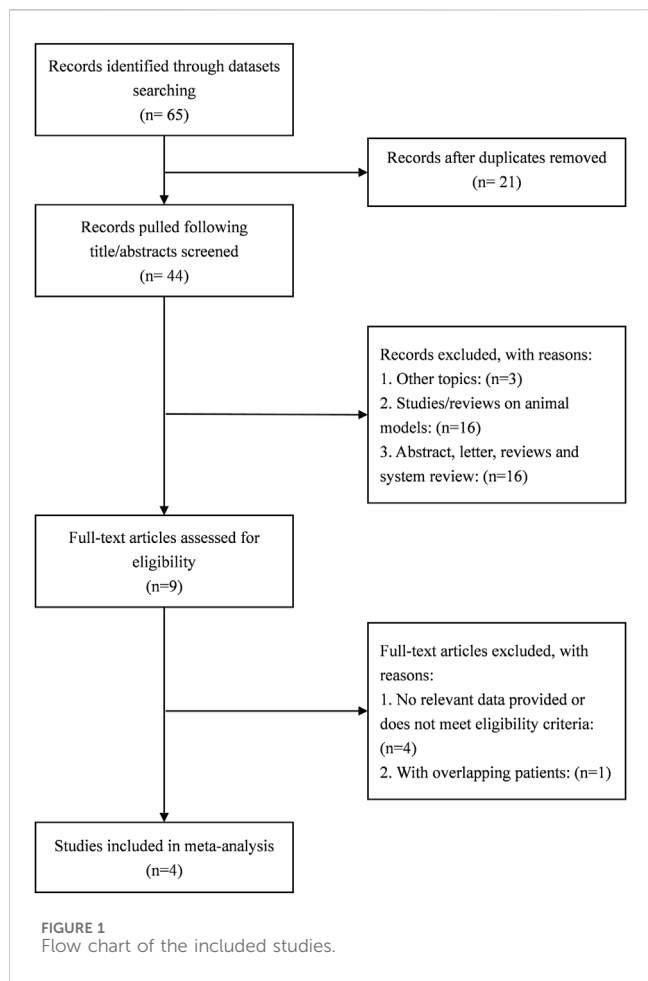 Records identified through datasets
searching
(n= 65)
Records after duplicates removed
(n= 21)
Records pulled following
title/abstracts screened
(n= 44)
Records excluded, with reasons:
1. Other topics: (n=3)
2. Studies/reviews on animal
models: (n=16)
3. Abstract, letter, reviews and
system review: (n=16)
Full-text articles assessed for
eligibility
(n=9)
Full-text articles excluded, with
reasons:
1. No relevant data provided or
does not meet eligibility criteria:
(n=4)
2. With overlapping patients: (n=1)
Studies included in meta-analysis
(n=4)
FIGURE 1
Flow chart of the included studies.